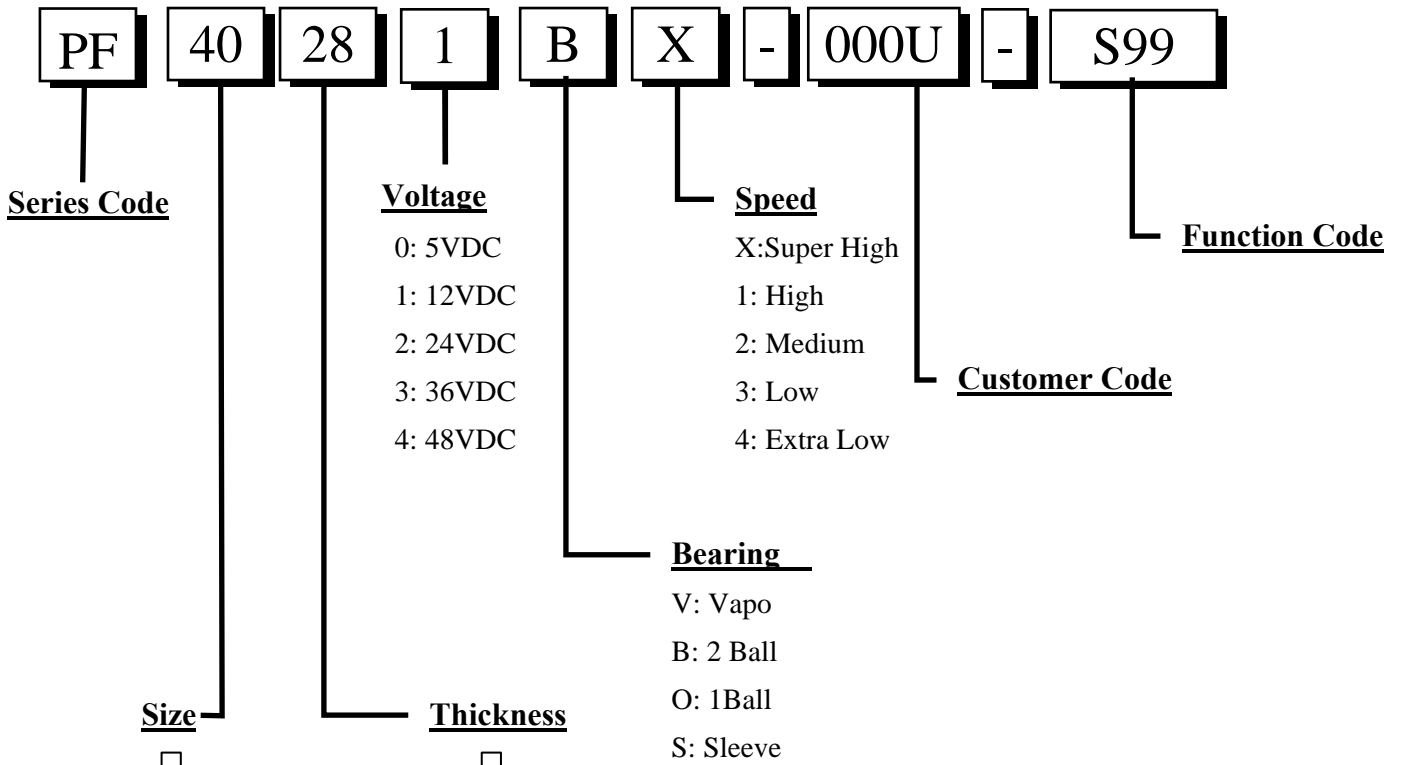 PF 40 28 1 B X - 000U - S99
Series Code
Voltage
0: 5VDC
1: 12VDC
2: 24VDC
3: 36VDC
4: 48VDC
Speed
X:Super High
1: High
2: Medium
3: Low
4: Extra Low
Function Code
Customer Code
Bearing
V: Vapo
B: 2 Ball
O: 1Ball
S: Sleeve
Size
Thickness